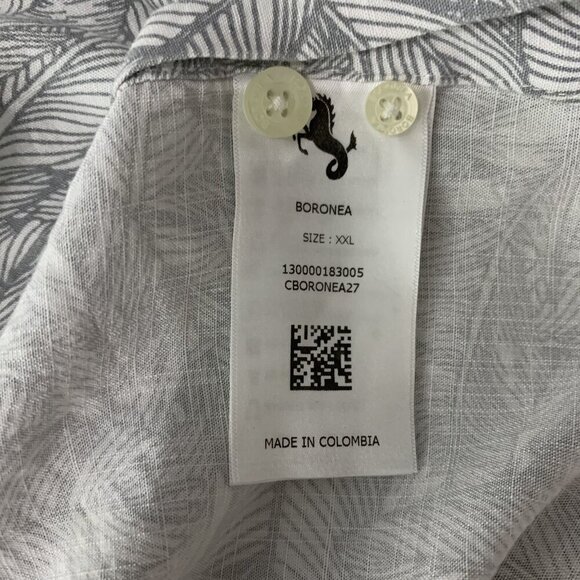 BORONEA
SIZE : XXL
130000183005
CBORONEA27
MADE IN COLOMBIA